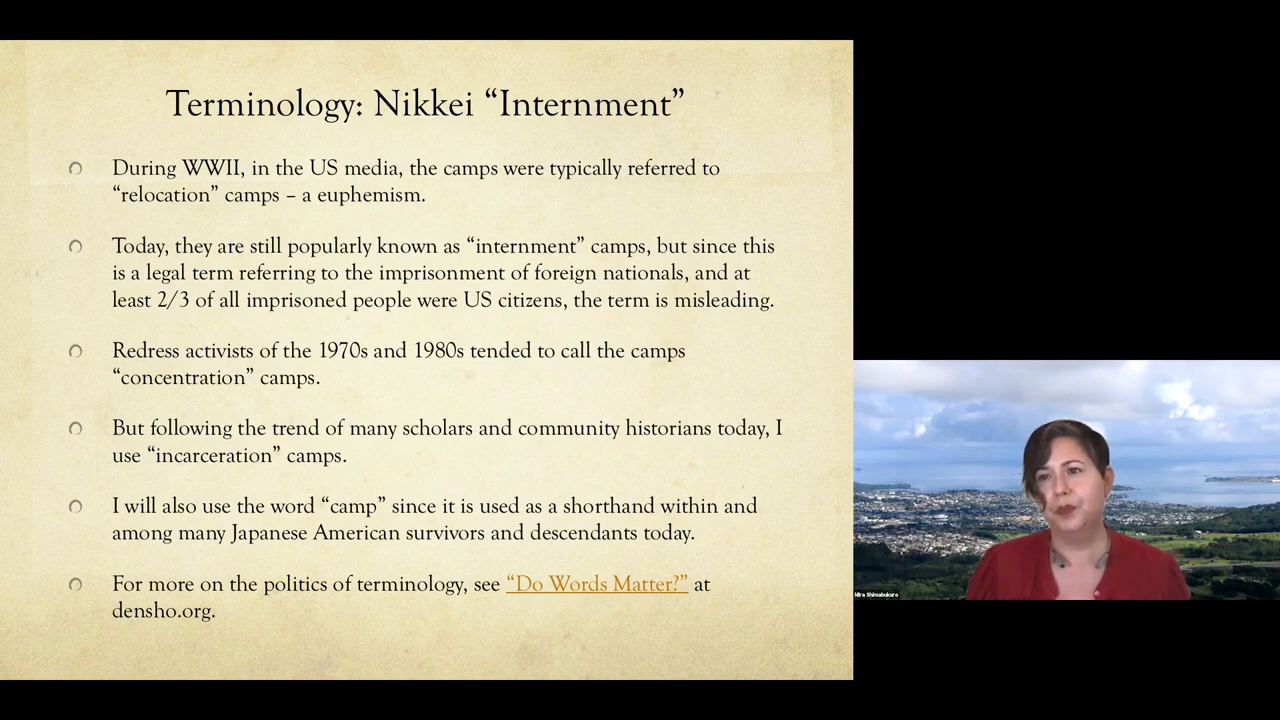 Terminology: Nikkei “Internment”
During WWII, in the US media, the camps were typically referred to
“relocation” camps – a euphemism.
Today, they are still popularly known as “internment” camps, but since this
is a legal term referring to the imprisonment of foreign nationals, and at
least 2/3 of all imprisoned people were US citizens, the term is misleading.
Redress activists of the 1970s and 1980s tended to call the camps
“concentration” camps.
But following the trend of many scholars and community historians today, I
use “incarceration” camps.
I will also use the word “camp” since it is used as a shorthand within and
among many Japanese American survivors and descendants today.
For more on the politics of terminology, see “Do Words Matter?” at
densho.org.
Mira Shimabukuro